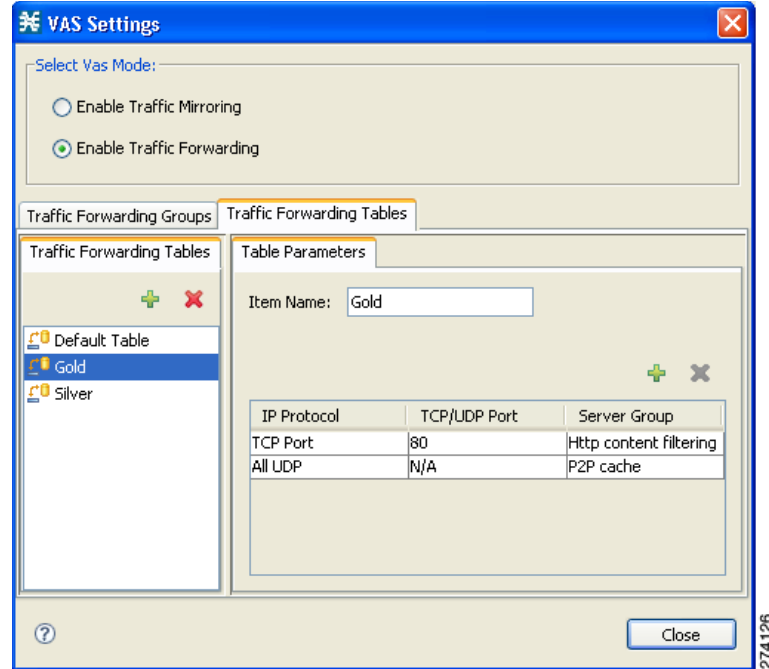 VAS Settings
Select Vas Mode:
Enable Traffic Mirroring
Enable Traffic Forwarding
Traffic Forwarding Groups
Traffic Forwarding Tables
Traffic Forwarding Tables
Default Table
Gold
Silver
Table Parameters
Item Name: Gold
IP Protocol TCP/UDP Port Server Group
TCP Port 80 Http content filtering
All UDP N/A P2P cache
Close
274126